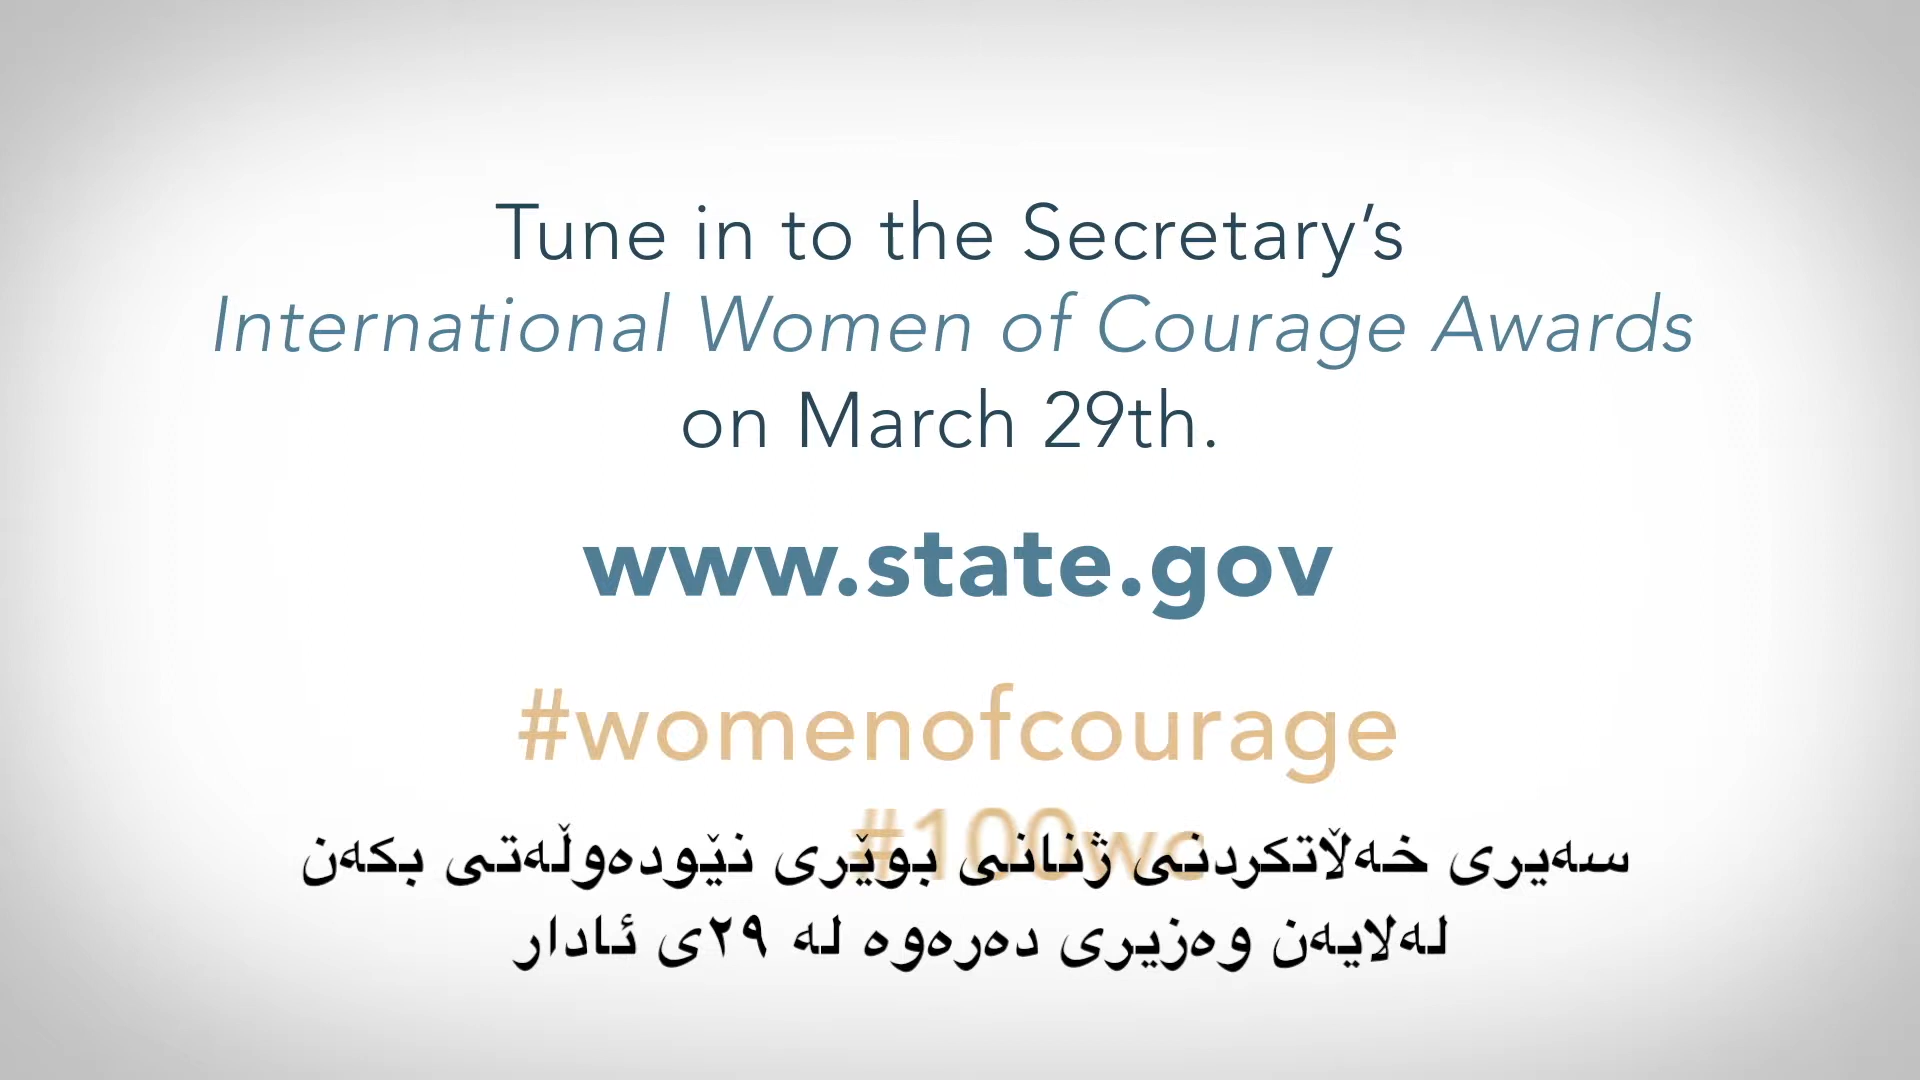 Tune in to the Secretary’s
International Women of Courage Awards
on March 29th.
www.state.gov
#womenofcourage
#100wc
سەیری خەڵاتکردنی ژنانی بوێری نێودەوڵەتی بکەن
لەلایەن وەزیری دەرەوە لە ٢٩ی ئادار